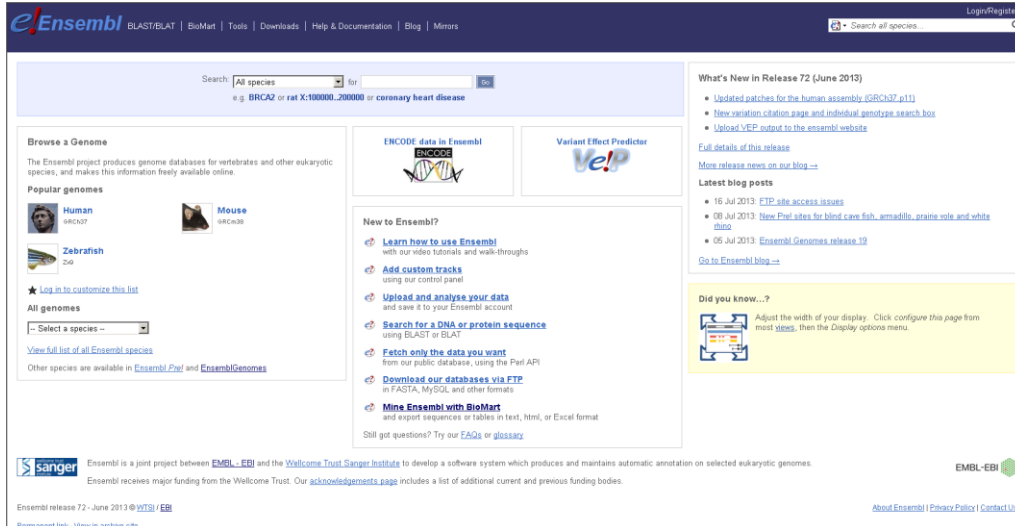 e!Ensembl BLAST/BLAT | BioMart | Tools | Downloads | Help & Documentation | Blog | Mirrors
Login/Registe
Search all species...
Search: All species for Go
e.g. BRCA2 or rat X:100000..200000 or coronary heart disease
Browse a Genome
The Ensembl project produces genome databases for vertebrates and other eukaryotic
species, and makes this information freely available online.
Popular genomes
Human
GRCh37
Mouse
GRCm38
Zebrafish
Zv9
Log in to customize this list
All genomes
-- Select a species --
View full list of all Ensembl species
Other species are available in Ensembl Pre! and EnsemblGenomes
ENCODE data in Ensembl
ENCODE
Variant Effect Predictor
Ve!P
New to Ensembl?
Learn how to use Ensembl
with our video tutorials and walk-throughs
Add custom tracks
using our control panel
Upload and analyse your data
and save it to your Ensembl account
Search for a DNA or protein sequence
using BLAST or BLAT
Fetch only the data you want
from our public database, using the Perl API
Download our databases via FTP
in FASTA, MySQL and other formats
Mine Ensembl with BioMart
and export sequences or tables in text, html, or Excel format
Still got questions? Try our FAQs or glossary
What's New in Release 72 (June 2013)
Updated patches for the human assembly (GRCh37.p11)
New variation citation page and individual genotype search box
Upload VEP output to the ensembl website
Full details of this release
More release news on our blog →
Latest blog posts
16 Jul 2013: FTP site access issues
08 Jul 2013: New Pre! sites for blind cave fish, armadillo, prairie vole and white
rhino
05 Jul 2013: Ensembl Genomes release 19
Go to Ensembl blog →
Did you know...?
Adjust the width of your display. Click configure this page from
most views, then the Display options menu.
wellcome trust
sanger
institute
Ensembl is a joint project between EMBL - EBI and the Wellcome Trust Sanger Institute to develop a software system which produces and maintains automatic annotation on selected eukaryotic genomes.
Ensembl receives major funding from the Wellcome Trust. Our acknowledgements page includes a list of additional current and previous funding bodies.
EMBL-EBI
Ensembl release 72 - June 2013 © WTSI / EBI
About Ensembl | Privacy Policy | Contact Us
Permanent link - View in archive site